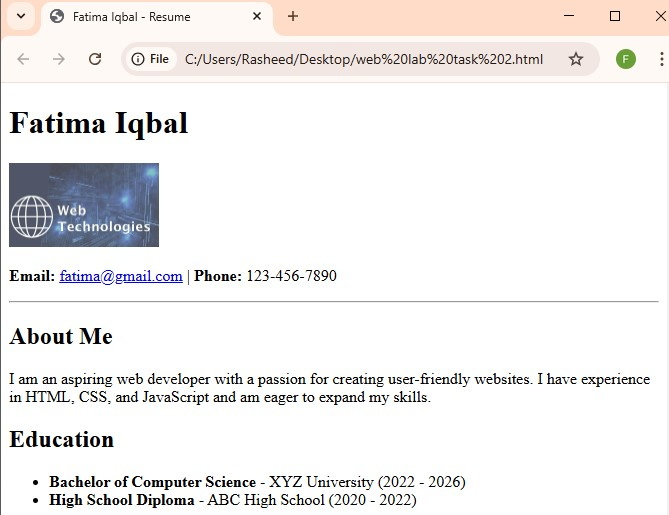 Fatima Iqbal - Resume
File C:/Users/Rasheed/Desktop/web%20lab%20task%202.html F
Fatima Iqbal
Web
Technologies
Email: fatima@gmail.com | Phone: 123-456-7890
About Me
I am an aspiring web developer with a passion for creating user-friendly websites. I have experience
in HTML, CSS, and JavaScript and am eager to expand my skills.
Education
• Bachelor of Computer Science - XYZ University (2022 - 2026)
• High School Diploma - ABC High School (2020 - 2022)